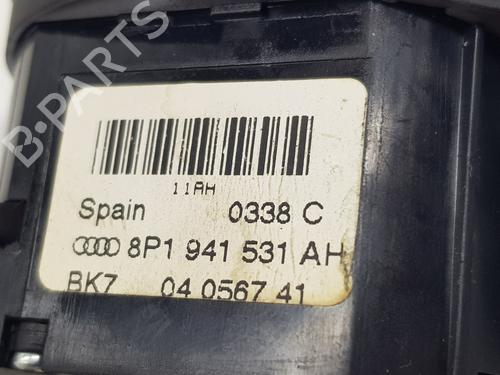 B-PARTS
11AH
Spain 0338 C
8P1 941 531 AH
BK7 04 0567 41